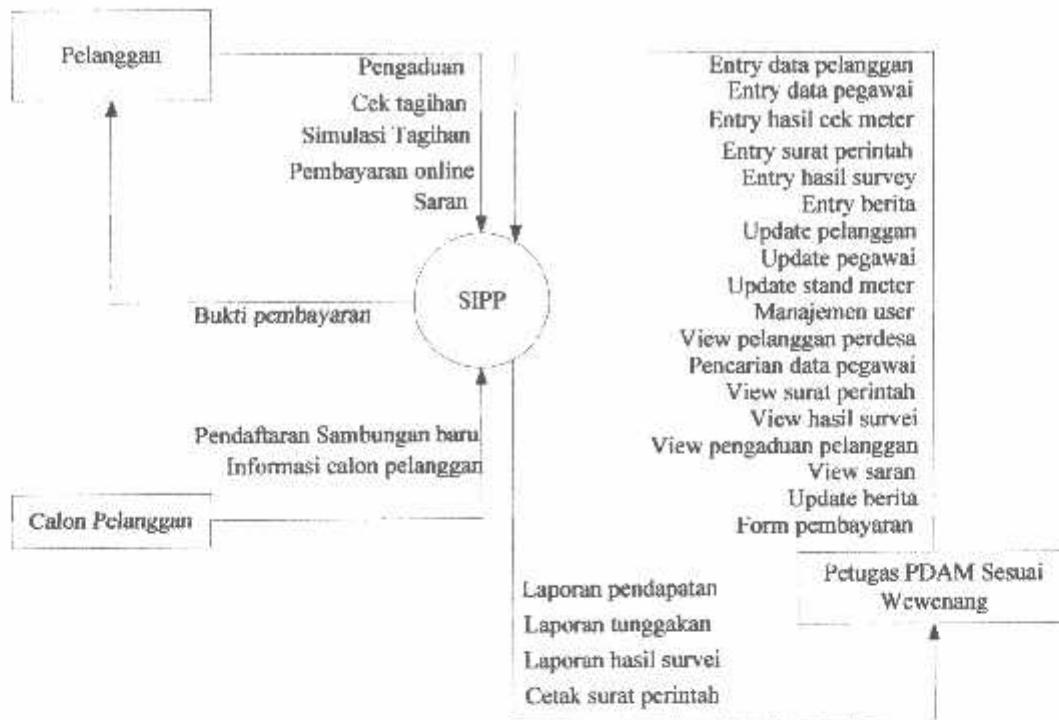 Pelanggan
Pengaduan
Cek tagihan
Simulasi Tagihan
Pembayaran online
Saran
Entry data pelanggan
Entry data pegawai
Entry hasil cek meter
Entry surat perintah
Entry hasil survey
Entry berita
Update pelanggan
Update pegawai
Update stand meter
Manajemen user
View pelanggan perdesa
Pencarian data pegawai
View surat perintah
View hasil survei
View pengaduan pelanggan
View saran
Update berita
Form pembayaran
SIPP
Bukti pembayaran
Pendaftaran Sambungan baru
Informasi calon pelanggan
Calon Pelanggan
Petugas PDAM Sesuai
Wewenang
Laporan pendapatan
Laporan tunggakan
Laporan hasil survei
Cetak surat perintah